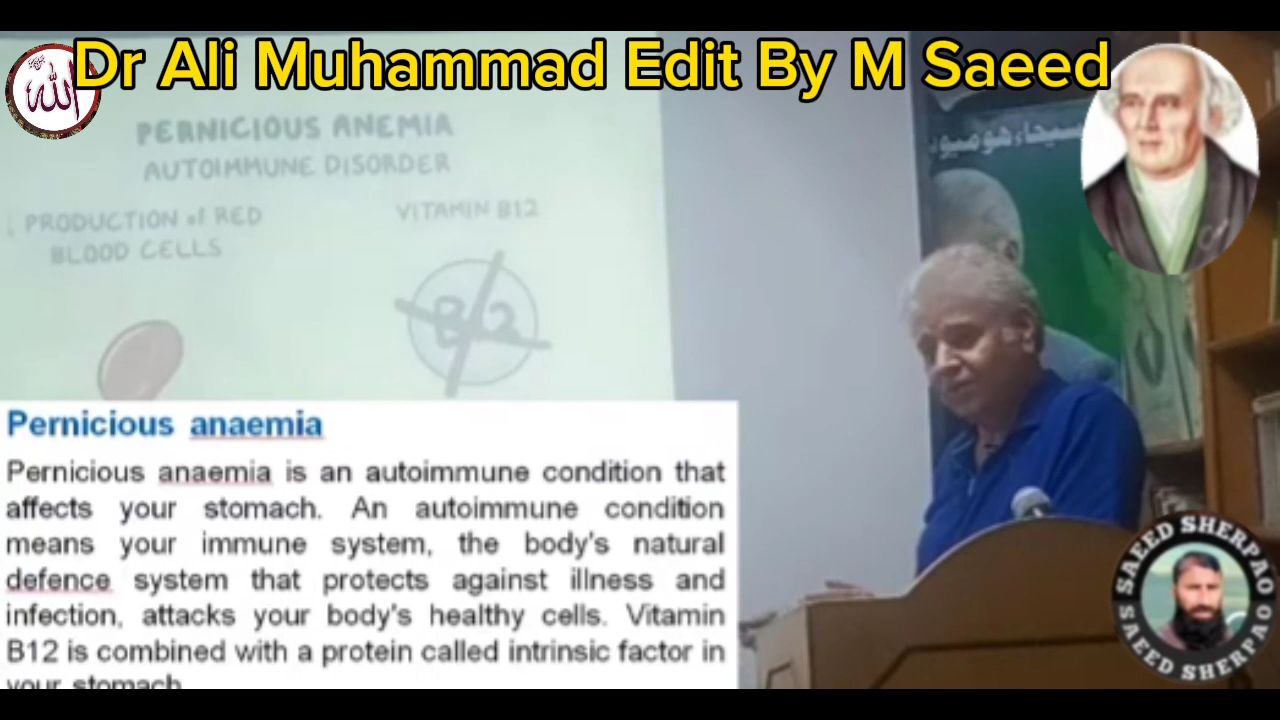 Dr Ali Muhammad Edit By M Saeed
الله
PERNICIOUS ANEMIA
AUTOIMMUNE DISORDER
↓ PRODUCTION of RED
BLOOD CELLS
VITAMIN B12
B12
Pernicious anaemia
Pernicious anaemia is an autoimmune condition that
affects your stomach. An autoimmune condition
means your immune system, the body's natural
defence system that protects against illness and
infection, attacks your body's healthy cells. Vitamin
B12 is combined with a protein called intrinsic factor in
your stomach
SAEED SHERPAO
SAEED SHERPAO